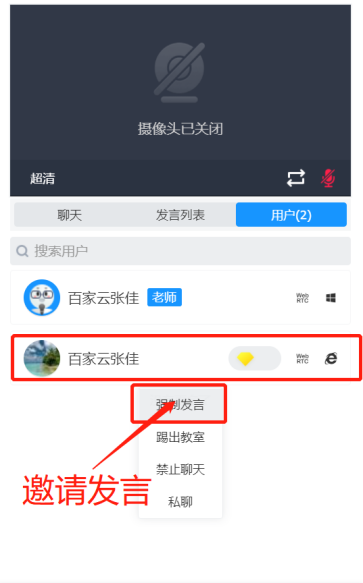 摄像头已关闭
超清
聊天 发言列表 用户(2)
搜索用户
百家云张佳 老师 Web RTC
百家云张佳 Web RTC
强制发言
踢出教室
禁止聊天
私聊
邀请发言